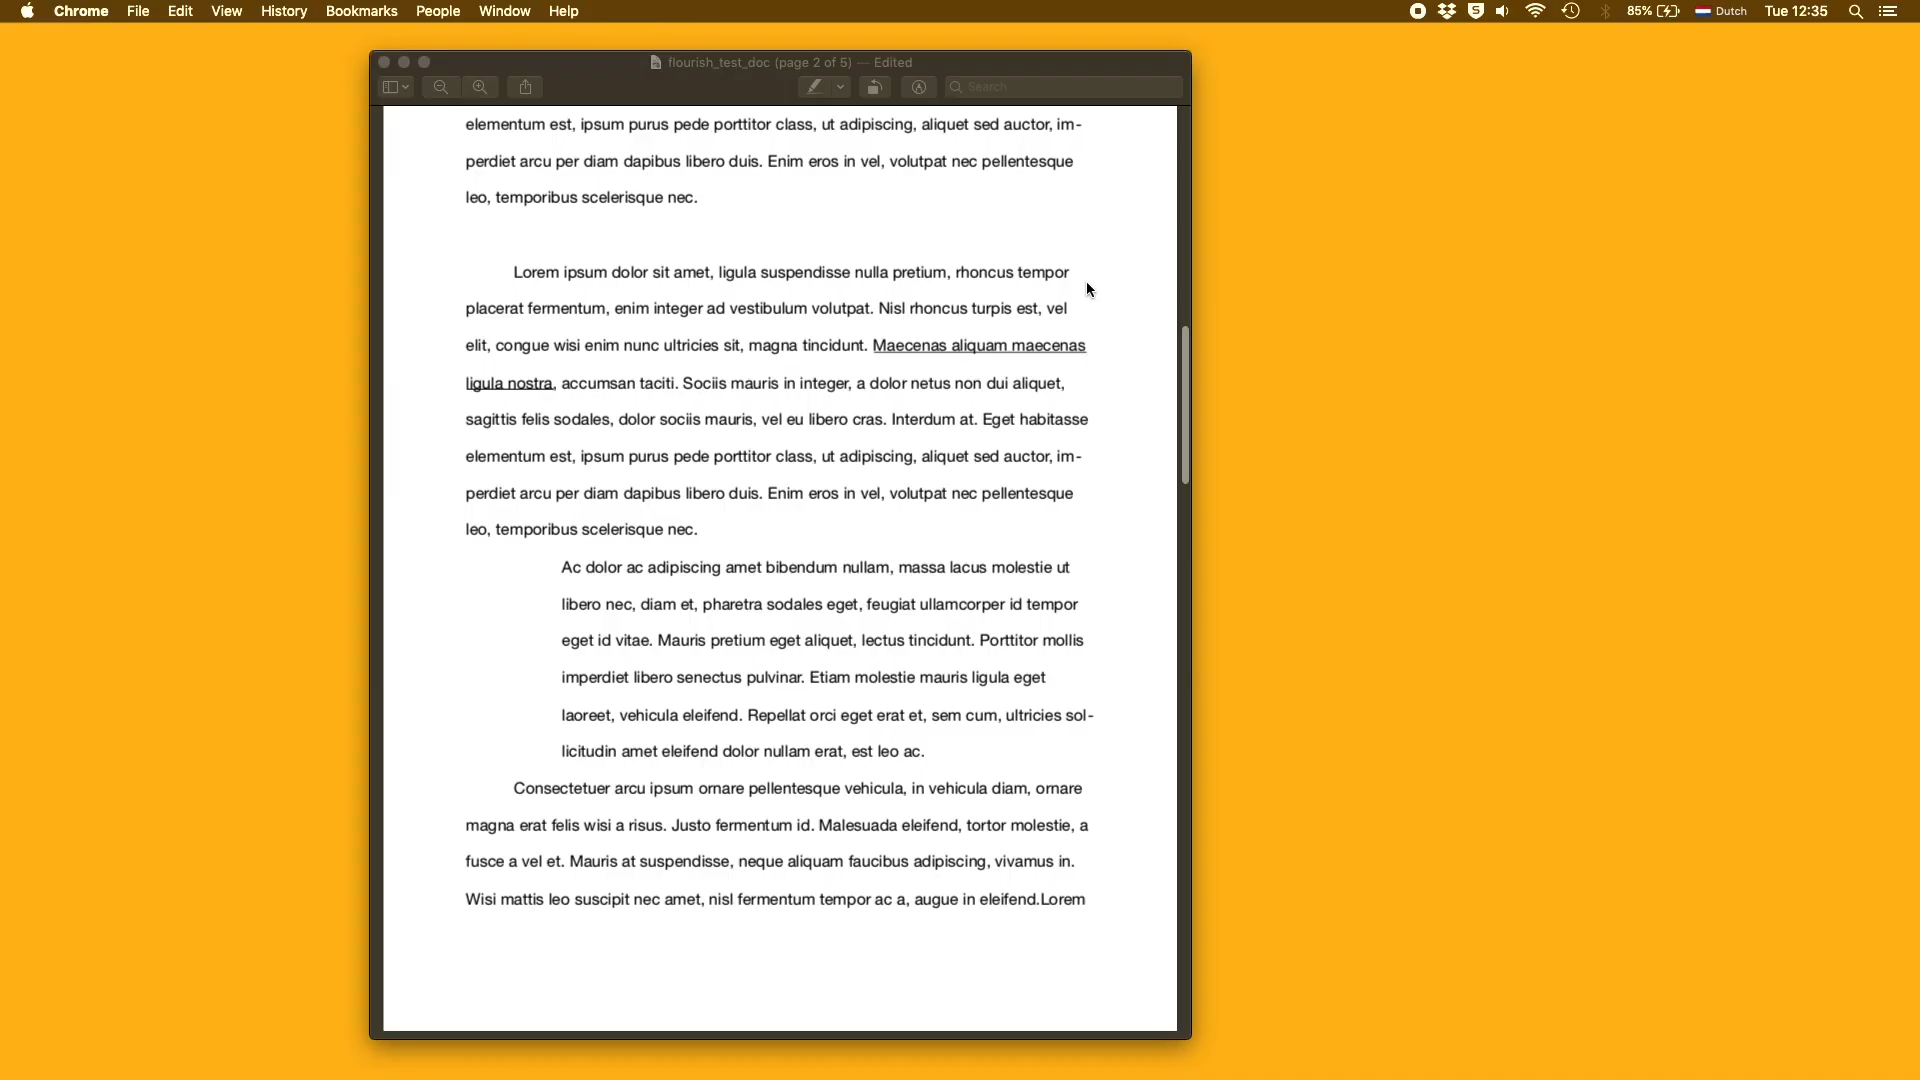 Chrome File Edit View History Bookmarks People Window Help 85% Dutch Tue 12:35
flourish_test_doc (page 2 of 5) — Edited
Search
elementum est, ipsum purus pede porttitor class, ut adipiscing, aliquet sed auctor, im-
perdiet arcu per diam dapibus libero duis. Enim eros in vel, volutpat nec pellentesque
leo, temporibus scelerisque nec.
Lorem ipsum dolor sit amet, ligula suspendisse nulla pretium, rhoncus tempor
placerat fermentum, enim integer ad vestibulum volutpat. Nisl rhoncus turpis est, vel
elit, congue wisi enim nunc ultricies sit, magna tincidunt. Maecenas aliquam maecenas
ligula nostra, accumsan taciti. Sociis mauris in integer, a dolor netus non dui aliquet,
sagittis felis sodales, dolor sociis mauris, vel eu libero cras. Interdum at. Eget habitasse
elementum est, ipsum purus pede porttitor class, ut adipiscing, aliquet sed auctor, im-
perdiet arcu per diam dapibus libero duis. Enim eros in vel, volutpat nec pellentesque
leo, temporibus scelerisque nec.
Ac dolor ac adipiscing amet bibendum nullam, massa lacus molestie ut
libero nec, diam et, pharetra sodales eget, feugiat ullamcorper id tempor
eget id vitae. Mauris pretium eget aliquet, lectus tincidunt. Porttitor mollis
imperdiet libero senectus pulvinar. Etiam molestie mauris ligula eget
laoreet, vehicula eleifend. Repellat orci eget erat et, sem cum, ultricies sol-
licitudin amet eleifend dolor nullam erat, est leo ac.
Consectetuer arcu ipsum ornare pellentesque vehicula, in vehicula diam, ornare
magna erat felis wisi a risus. Justo fermentum id. Malesuada eleifend, tortor molestie, a
fusce a vel et. Mauris at suspendisse, neque aliquam faucibus adipiscing, vivamus in.
Wisi mattis leo suscipit nec amet, nisl fermentum tempor ac a, augue in eleifend.Lorem